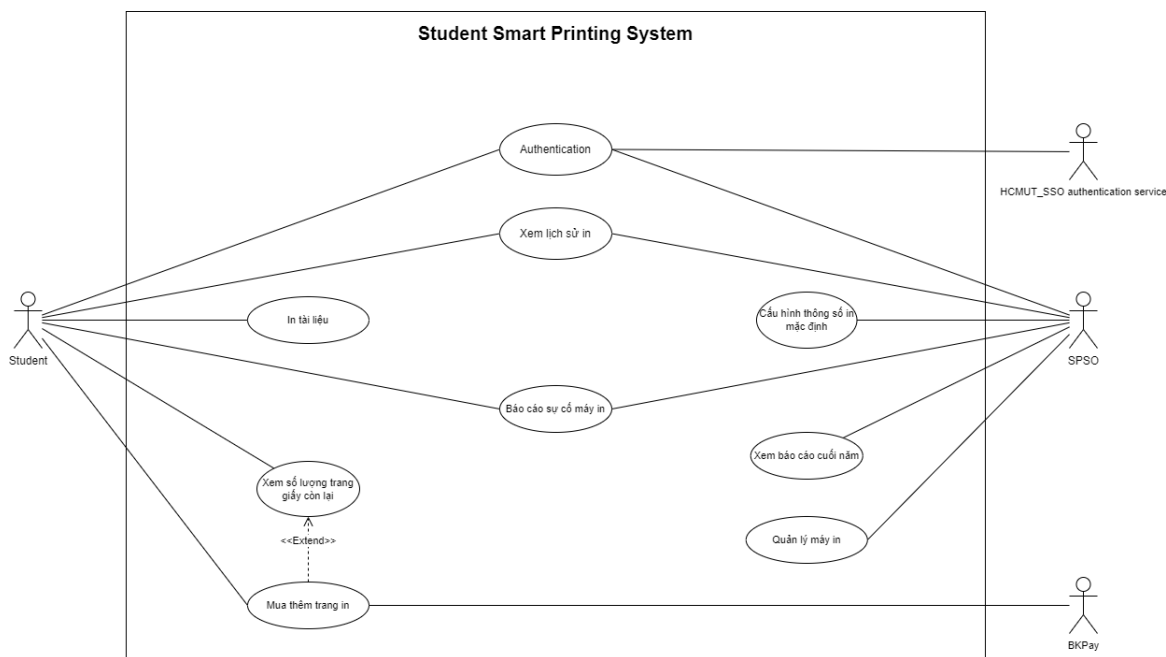 Student Smart Printing System
Authentication
HCMUT_SSO authentication service
Xem lịch sử in
In tài liệu
Cấu hình thông số in
mặc định
Student
SPSO
Báo cáo sự cố máy in
Xem báo cáo cuối năm
Xem số lượng trang
giấy còn lại
<<Extend>>
Quản lý máy in
Mua thêm trang in
BKPay